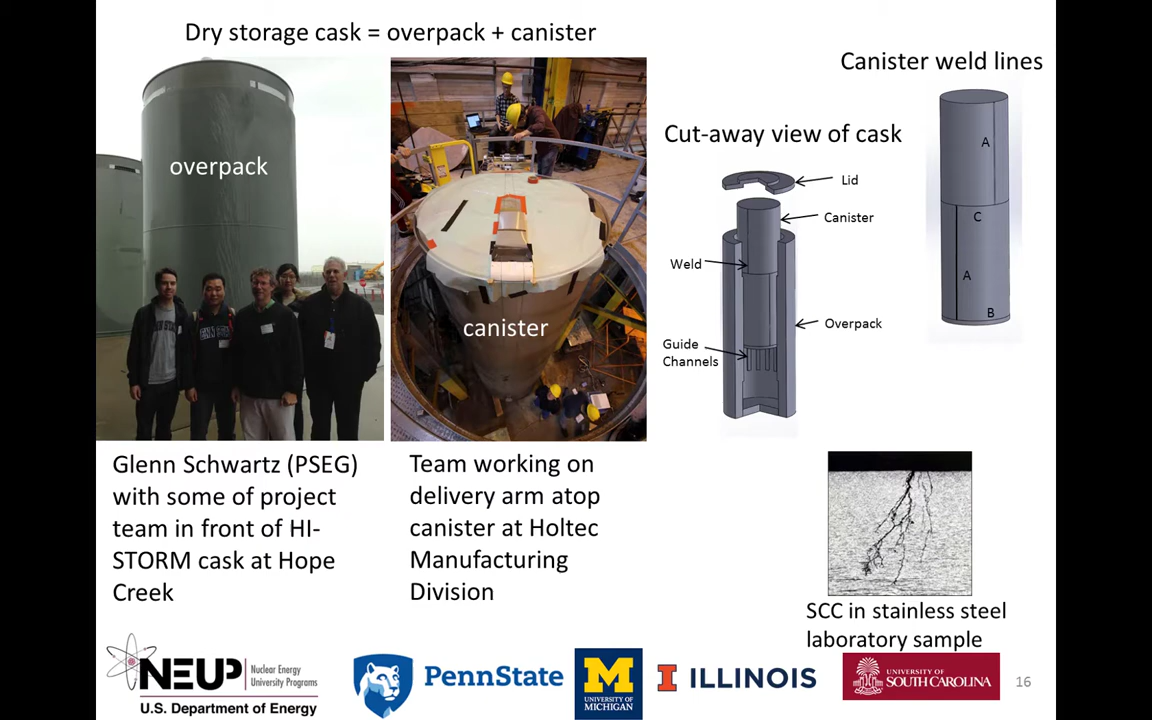 Dry storage cask = overpack + canister
overpack
canister
Glenn Schwartz (PSEG)
with some of project
team in front of HI-
STORM cask at Hope
Creek
Team working on
delivery arm atop
canister at Holtec
Manufacturing
Division
Cut-away view of cask
Lid
Canister
Weld
Overpack
Guide
Channels
Canister weld lines
A
C
A
B
SCC in stainless steel
laboratory sample
NEUP
Nuclear Energy
University Programs
U.S. Department of Energy
PennState
M
UNIVERSITY OF
MICHIGAN
I ILLINOIS
UNIVERSITY OF
SOUTH CAROLINA
16